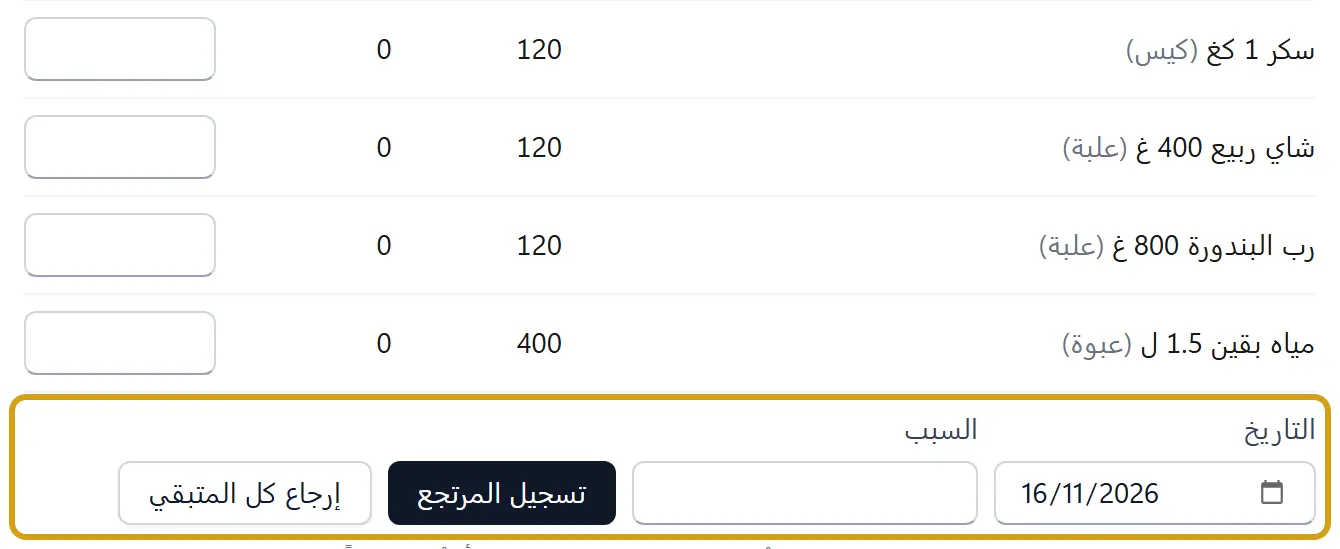 سكر 1 كغ (كيس) 120 0
شاي ربيع 400 غ (علبة) 120 0
رب البندورة 800 غ (علبة) 120 0
مياه بقين 1.5 ل (عبوة) 400 0
التاريخ السبب
16/11/2026 تسجيل المرتجع إرجاع كل المتبقي